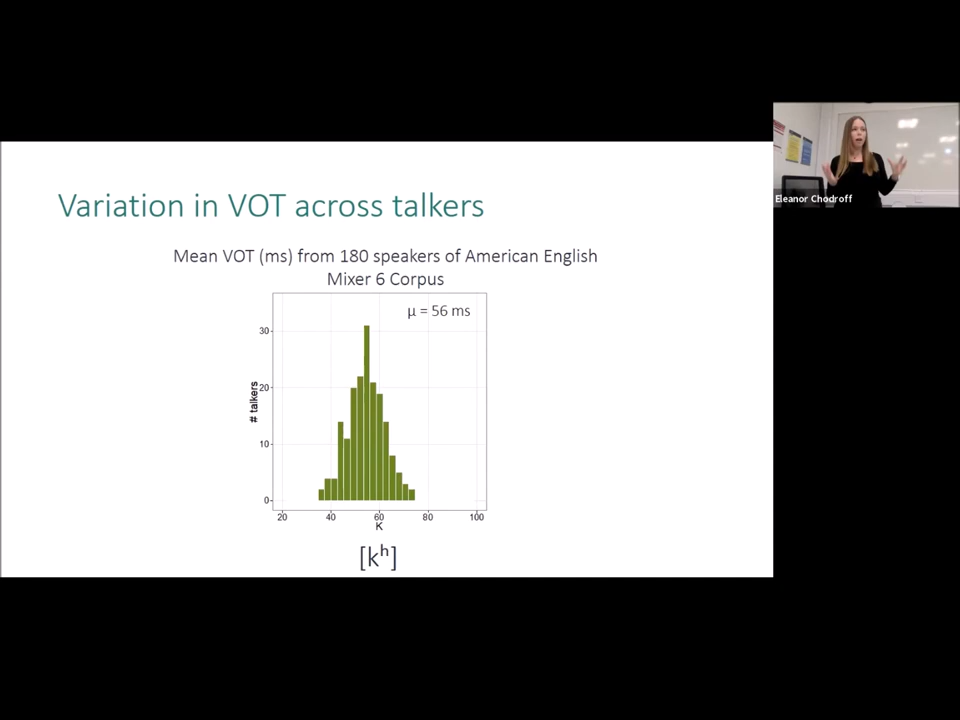 Variation in VOT across talkers
Mean VOT (ms) from 180 speakers of American English
Mixer 6 Corpus
μ = 56 ms
# talkers
30
20
10
0
20 40 60 80 100
K
[kʰ]
Eleanor Chodroff